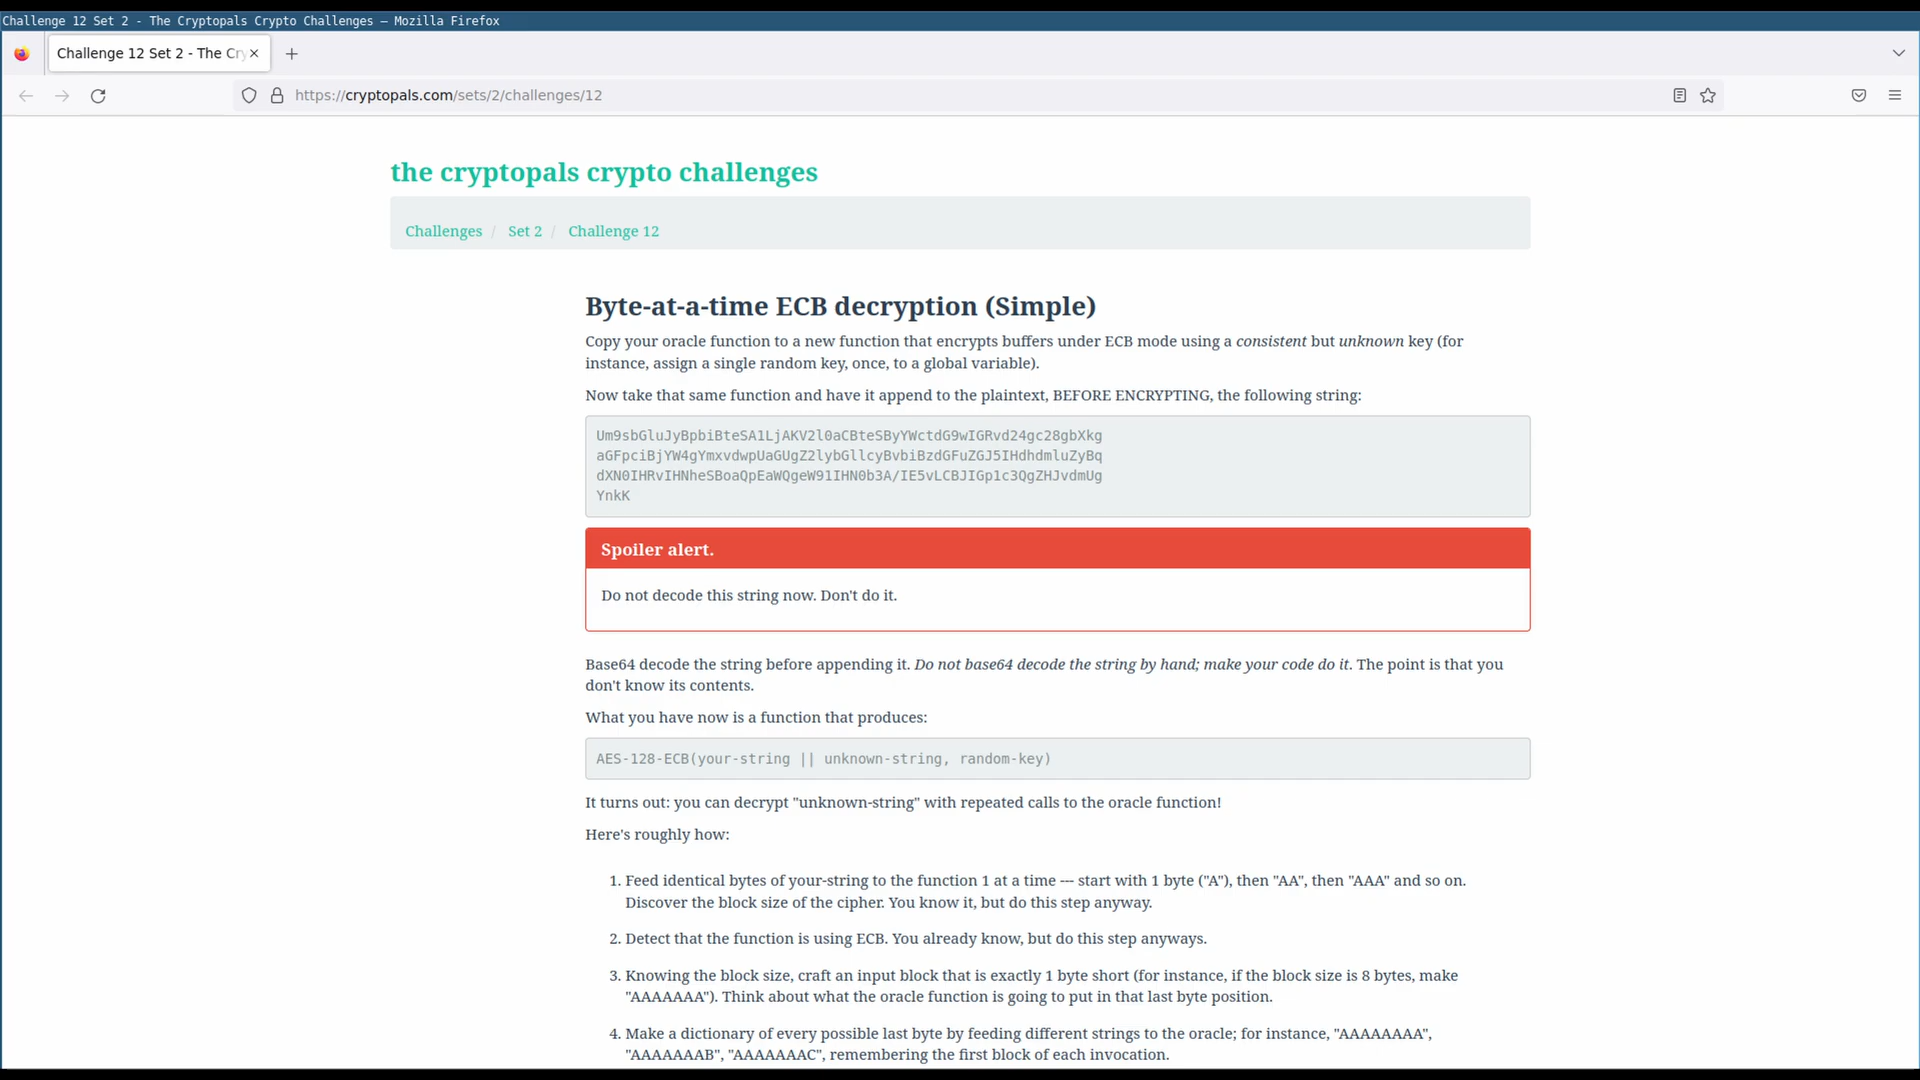 Challenge 12 Set 2 - The Cryptopals Crypto Challenges — Mozilla Firefox
Challenge 12 Set 2 - The Cry
https://cryptopals.com/sets/2/challenges/12
the cryptopals crypto challenges
Challenges / Set 2 / Challenge 12
Byte-at-a-time ECB decryption (Simple)
Copy your oracle function to a new function that encrypts buffers under ECB mode using a consistent but unknown key (for
instance, assign a single random key, once, to a global variable).
Now take that same function and have it append to the plaintext, BEFORE ENCRYPTING, the following string:
Um9sbGluJyBpbiBteSA1LjAKV2l0aCBteSByYWctdG9wIGRvd24gc28gbXkg
aGFpciBjYW4gYmxvdwpUaGUgZ2lybGllcyBvbiBzdGFuZGJ5IHdhdmluZyBq
dXN0IHRvIHNheSBoaQpEaWQgeW91IHN0b3A/IE5vLCBJIGp1c3QgZHJvdmUg
YnkK
Spoiler alert.
Do not decode this string now. Don't do it.
Base64 decode the string before appending it. Do not base64 decode the string by hand; make your code do it. The point is that you
don't know its contents.
What you have now is a function that produces:
AES-128-ECB(your-string || unknown-string, random-key)
It turns out: you can decrypt "unknown-string" with repeated calls to the oracle function!
Here's roughly how:
1. Feed identical bytes of your-string to the function 1 at a time --- start with 1 byte ("A"), then "AA", then "AAA" and so on.
Discover the block size of the cipher. You know it, but do this step anyway.
2. Detect that the function is using ECB. You already know, but do this step anyways.
3. Knowing the block size, craft an input block that is exactly 1 byte short (for instance, if the block size is 8 bytes, make
"AAAAAAA"). Think about what the oracle function is going to put in that last byte position.
4. Make a dictionary of every possible last byte by feeding different strings to the oracle; for instance, "AAAAAAAA",
"AAAAAAAB", "AAAAAAAC", remembering the first block of each invocation.